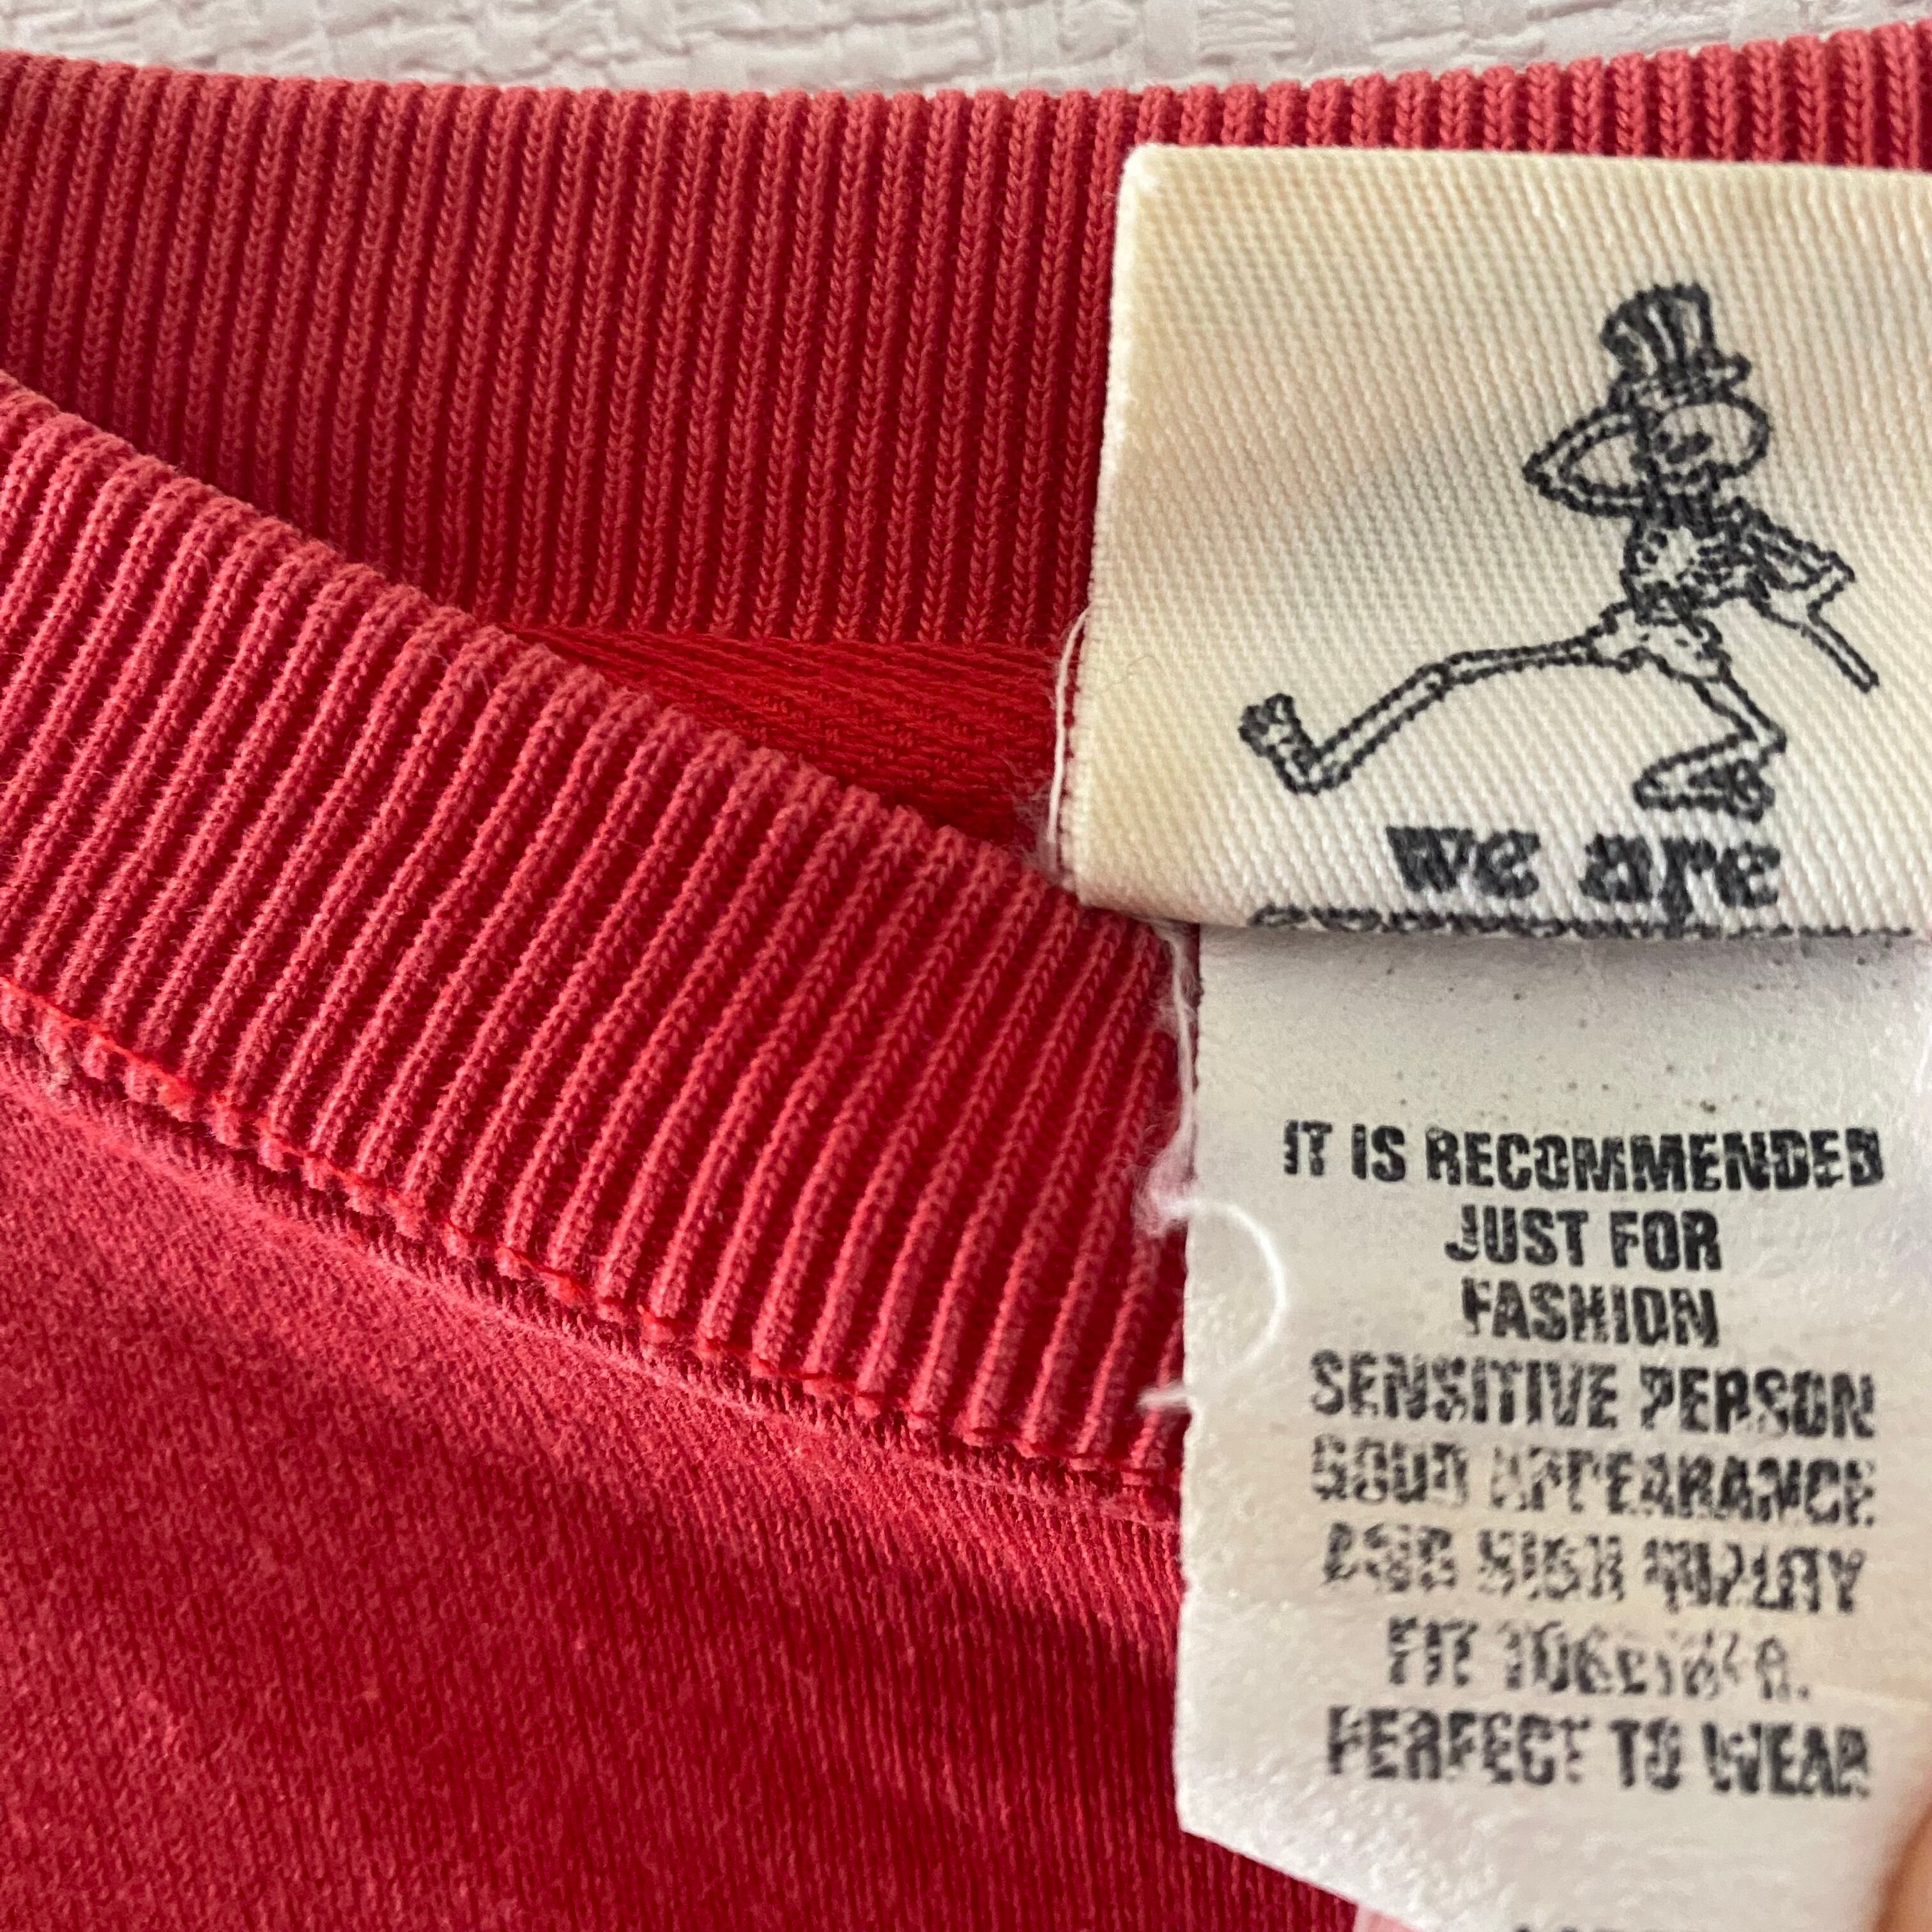 we are
IT IS RECOMMENDED
JUST FOR
FASHION
SENSITIVE PERSON
GOOD APPEARANCE
AND HIGH QUALITY
FIT TOGETHER.
PERFECT TO WEAR